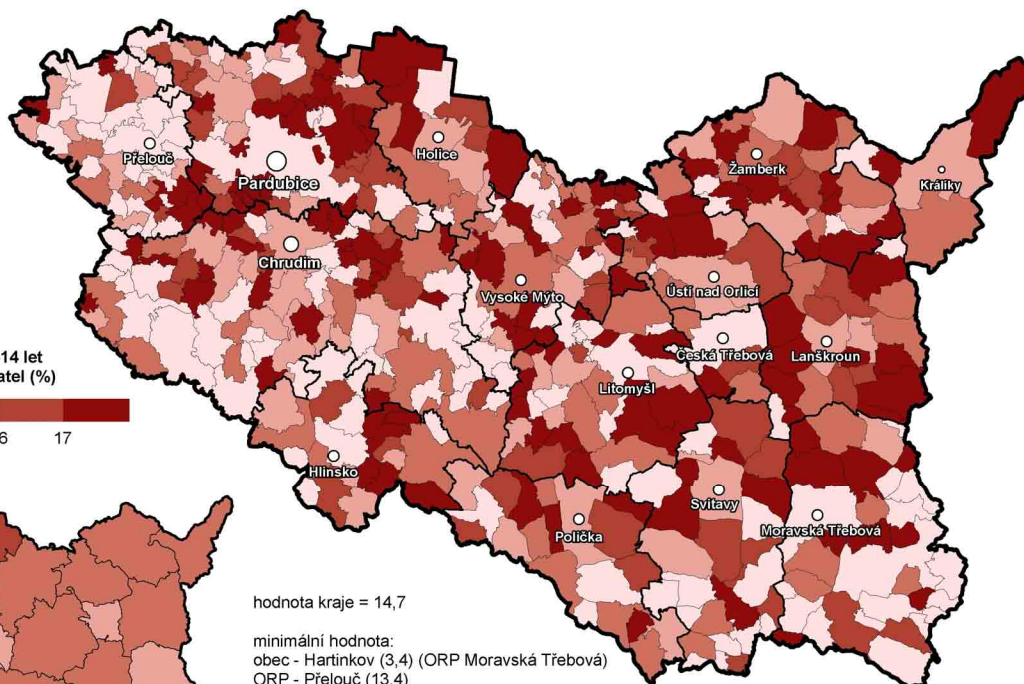 Přelouč
Pardubice
Holice
Žamberk
Králíky
Chrudim
Vysoké Mýto
Ústí nad Orlicí
Česká Třebová
Lanškroun
Litomyšl
Hlinsko
Svitavy
Polička
Moravská Třebová
14 let
atel (%)
6 17
hodnota kraje = 14,7
minimální hodnota:
obec - Hartinkov (3,4) (ORP Moravská Třebová)
ORP - Přelouč (13,4)